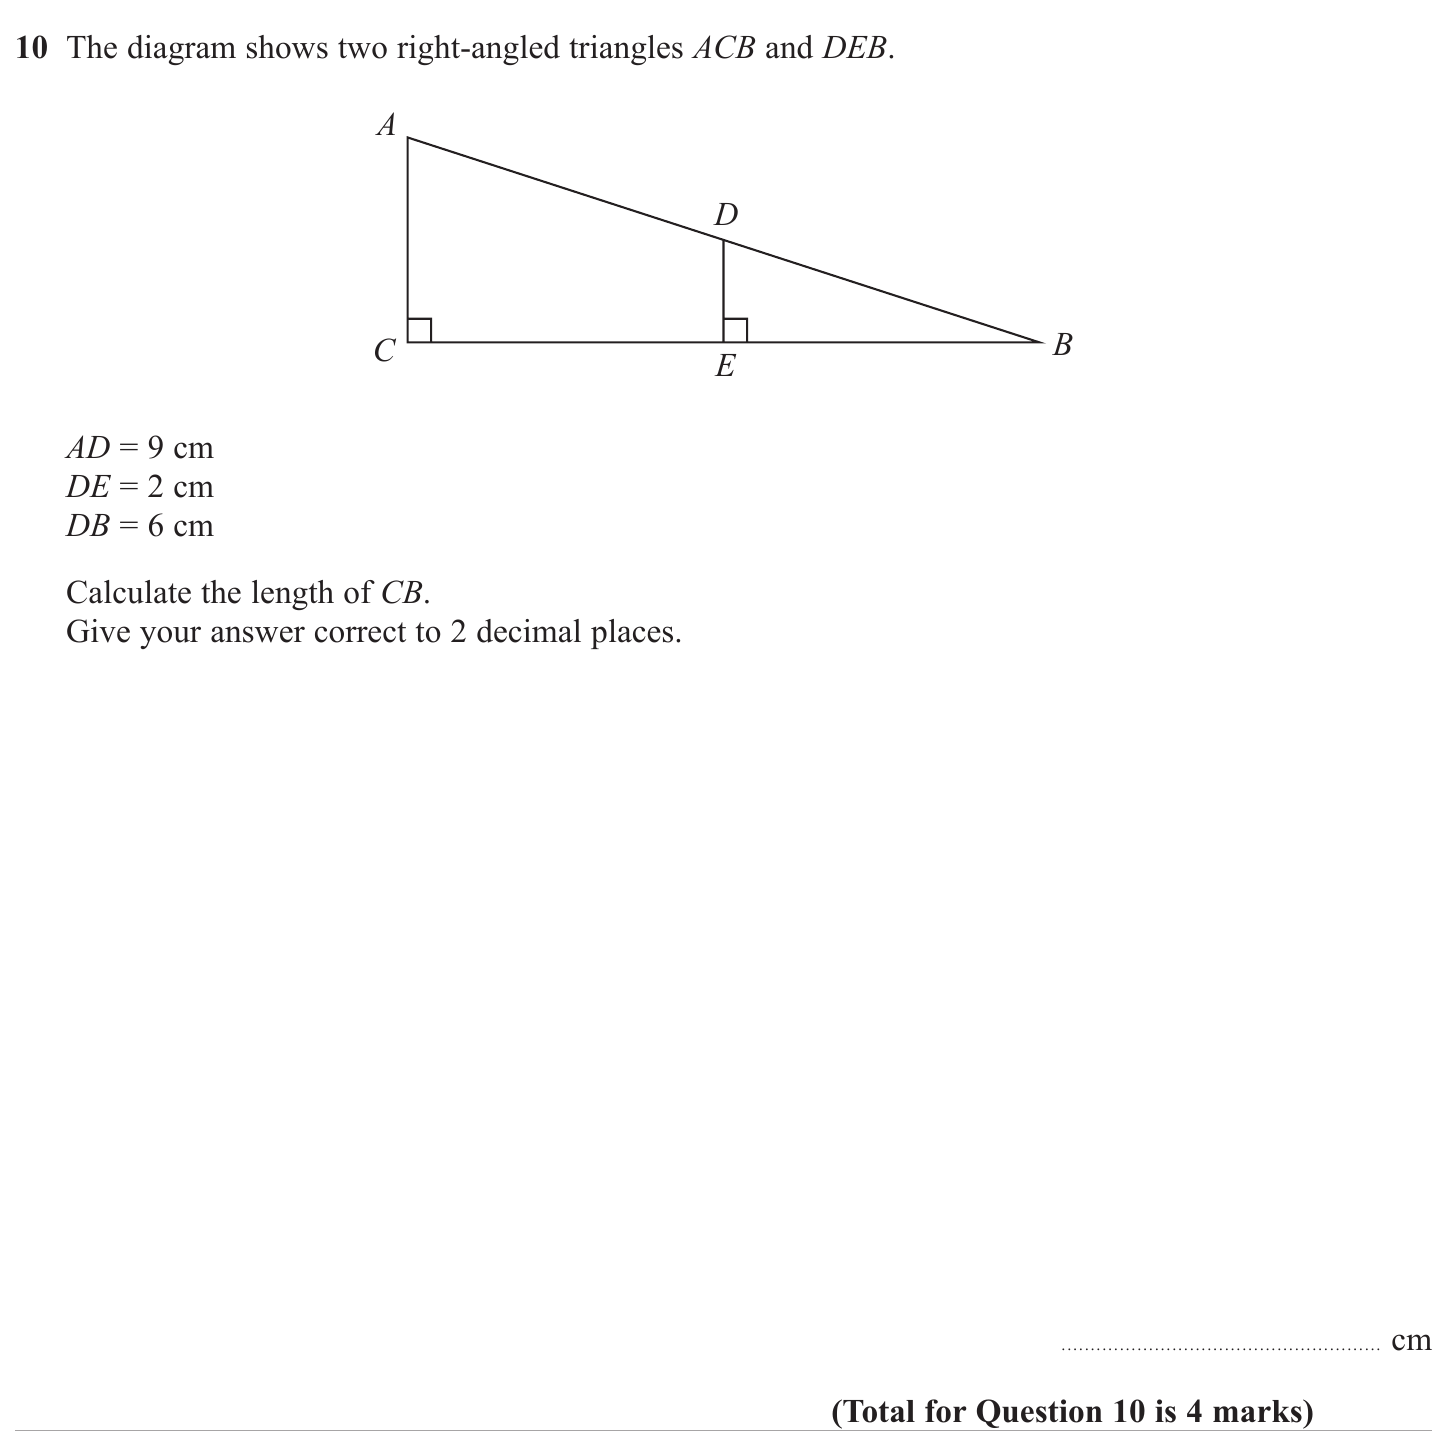 10 The diagram shows two right-angled triangles ACB and DEB.
A
D
C
E
B
AD = 9 cm
DE = 2 cm
DB = 6 cm
Calculate the length of CB.
Give your answer correct to 2 decimal places.
.......................................................... cm
(Total for Question 10 is 4 marks)